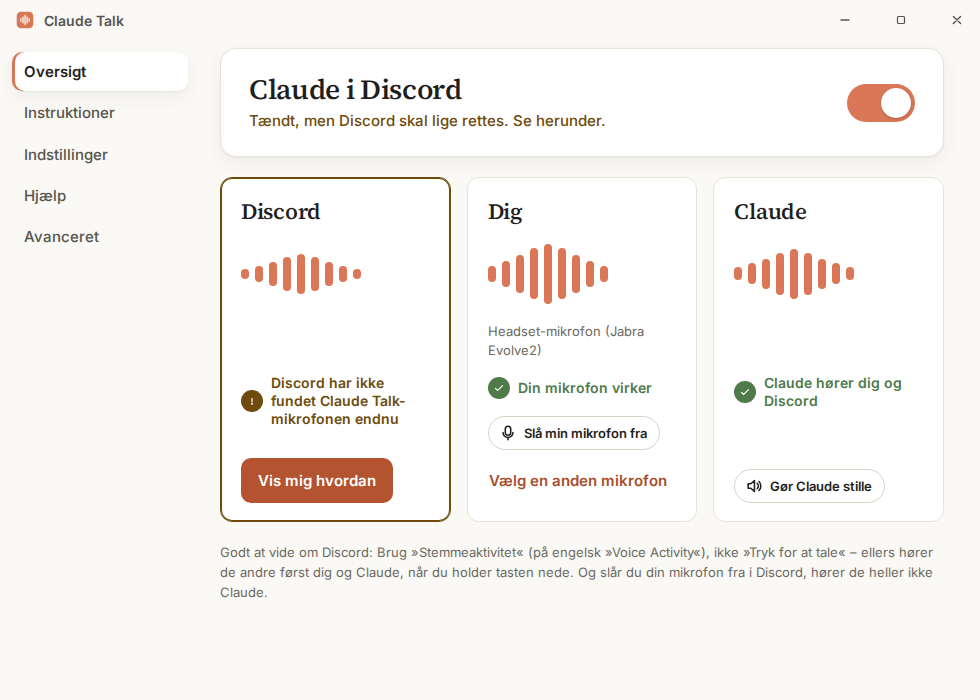 Claude Talk
Oversigt
Instruktioner
Indstillinger
Hjælp
Avanceret
Claude i Discord
Tændt, men Discord skal lige rettes. Se herunder.
Discord
Discord har ikke
fundet Claude Talk-
mikrofonen endnu
Vis mig hvordan
Dig
Headset-mikrofon (Jabra
Evolve2)
Din mikrofon virker
Slå min mikrofon fra
Vælg en anden mikrofon
Claude
Claude hører dig og
Discord
Gør Claude stille
Godt at vide om Discord: Brug »Stemmeaktivitet« (på engelsk »Voice Activity«), ikke »Tryk for at tale« – ellers hører
de andre først dig og Claude, når du holder tasten nede. Og slår du din mikrofon fra i Discord, hører de heller ikke
Claude.